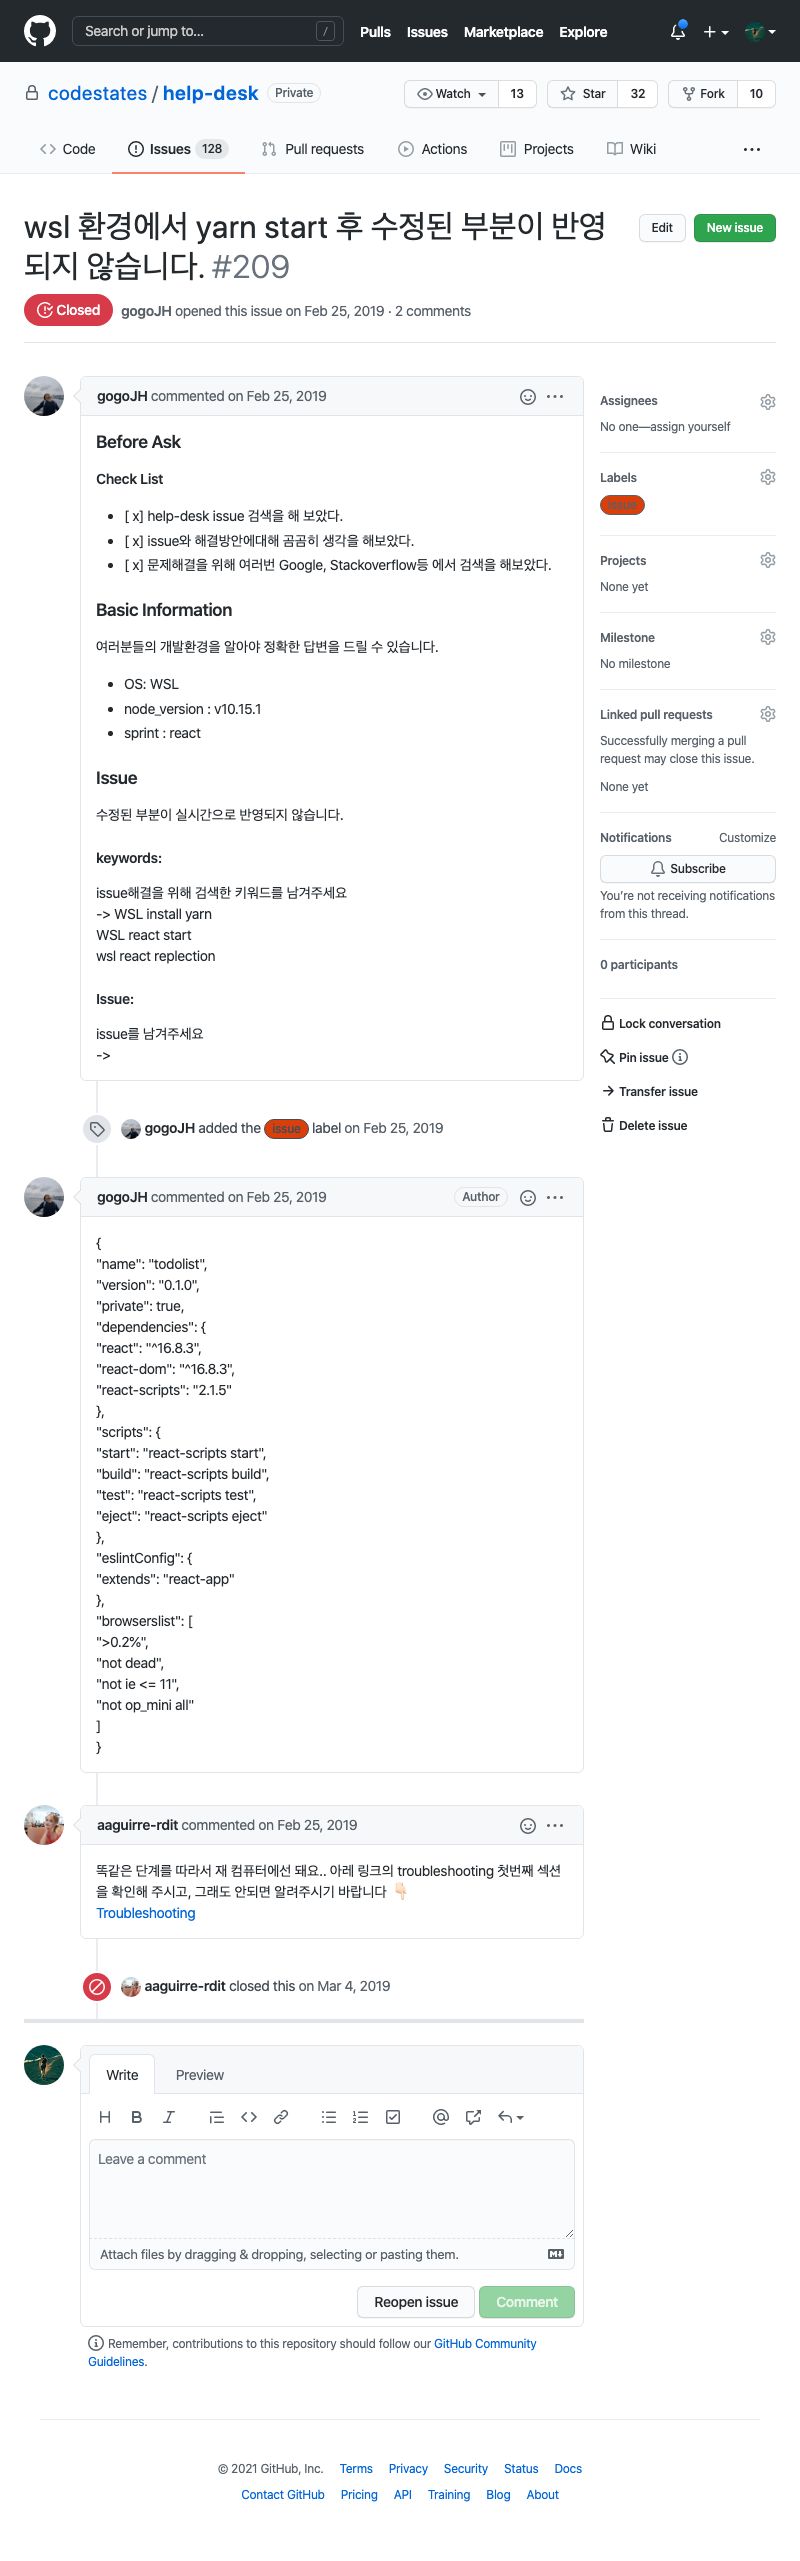 Search or jump to... /
Pulls Issues Marketplace Explore
codestates / help-desk Private
Watch 13 Star 32 Fork 10
Code Issues 128 Pull requests Actions Projects Wiki
wsl 환경에서 yarn start 후 수정된 부분이 반영
되지 않습니다. #209
Edit New issue
Closed gogoJH opened this issue on Feb 25, 2019 · 2 comments
gogoJH commented on Feb 25, 2019
Before Ask
Check List
[ x] help-desk issue 검색을 해 보았다.
[ x] issue와 해결방안에대해 곰곰히 생각을 해보았다.
[ x] 문제해결을 위해 여러번 Google, Stackoverflow등 에서 검색을 해보았다.
Basic Information
여러분들의 개발환경을 알아야 정확한 답변을 드릴 수 있습니다.
OS: WSL
node_version : v10.15.1
sprint : react
Issue
수정된 부분이 실시간으로 반영되지 않습니다.
keywords:
issue해결을 위해 검색한 키워드를 남겨주세요
-> WSL install yarn
WSL react start
wsl react replection
Issue:
issue를 남겨주세요
->
gogoJH added the issue label on Feb 25, 2019
gogoJH commented on Feb 25, 2019 Author
{
"name": "todolist",
"version": "0.1.0",
"private": true,
"dependencies": {
"react": "^16.8.3",
"react-dom": "^16.8.3",
"react-scripts": "2.1.5"
},
"scripts": {
"start": "react-scripts start",
"build": "react-scripts build",
"test": "react-scripts test",
"eject": "react-scripts eject"
},
"eslintConfig": {
"extends": "react-app"
},
"browserslist": [
">0.2%",
"not dead",
"not ie <= 11",
"not op_mini all"
]
}
aaguirre-rdit commented on Feb 25, 2019
똑같은 단계를 따라서 재 컴퓨터에선 돼요.. 아레 링크의 troubleshooting 첫번째 섹션
을 확인해 주시고, 그래도 안되면 알려주시기 바랍니다 👇🏻
Troubleshooting
aaguirre-rdit closed this on Mar 4, 2019
Write Preview
Leave a comment
Attach files by dragging & dropping, selecting or pasting them.
Reopen issue Comment
Remember, contributions to this repository should follow our GitHub Community
Guidelines.
Assignees
No one—assign yourself
Labels
issue
Projects
None yet
Milestone
No milestone
Linked pull requests
Successfully merging a pull
request may close this issue.
None yet
Notifications Customize
Subscribe
You're not receiving notifications
from this thread.
0 participants
Lock conversation
Pin issue
Transfer issue
Delete issue
© 2021 GitHub, Inc. Terms Privacy Security Status Docs
Contact GitHub Pricing API Training Blog About